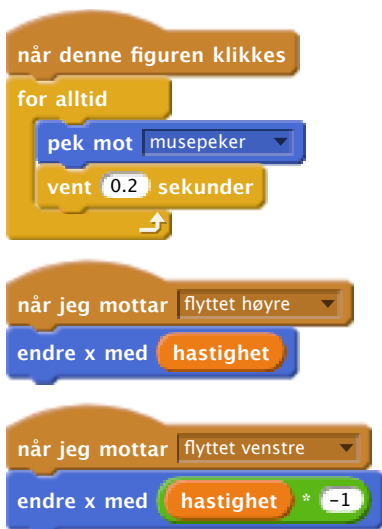 når denne figuren klikkes
for alltid
pek mot musepeker
vent 0.2 sekunder
når jeg mottar flyttet høyre
endre x med hastighet
når jeg mottar flyttet venstre
endre x med hastighet * -1